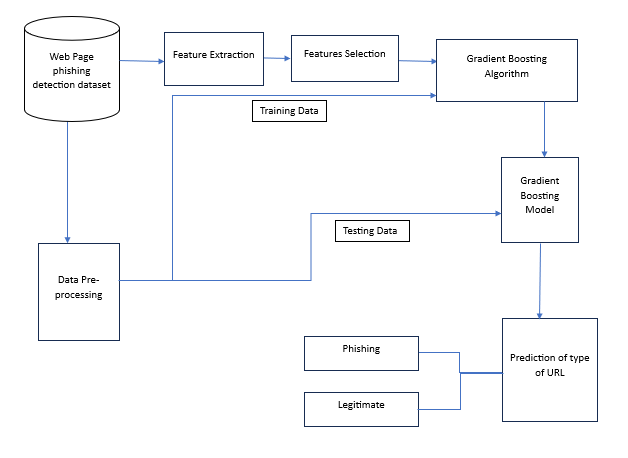 Web Page
phishing
detection dataset
Feature Extraction
Features Selection
Gradient Boosting
Algorithm
Training Data
Gradient
Boosting
Model
Testing Data
Data Pre-
processing
Phishing
Legitimate
Prediction of type
of URL